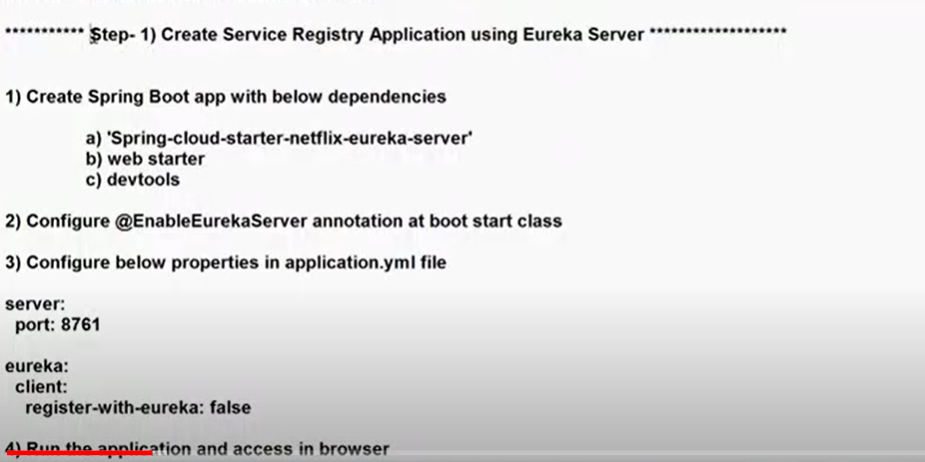 *********** Step- 1) Create Service Registry Application using Eureka Server ********************
1) Create Spring Boot app with below dependencies
a) 'Spring-cloud-starter-netflix-eureka-server'
b) web starter
c) devtools
2) Configure @EnableEurekaServer annotation at boot start class
3) Configure below properties in application.yml file
server:
port: 8761
eureka:
client:
register-with-eureka: false
4) Run the application and access in browser